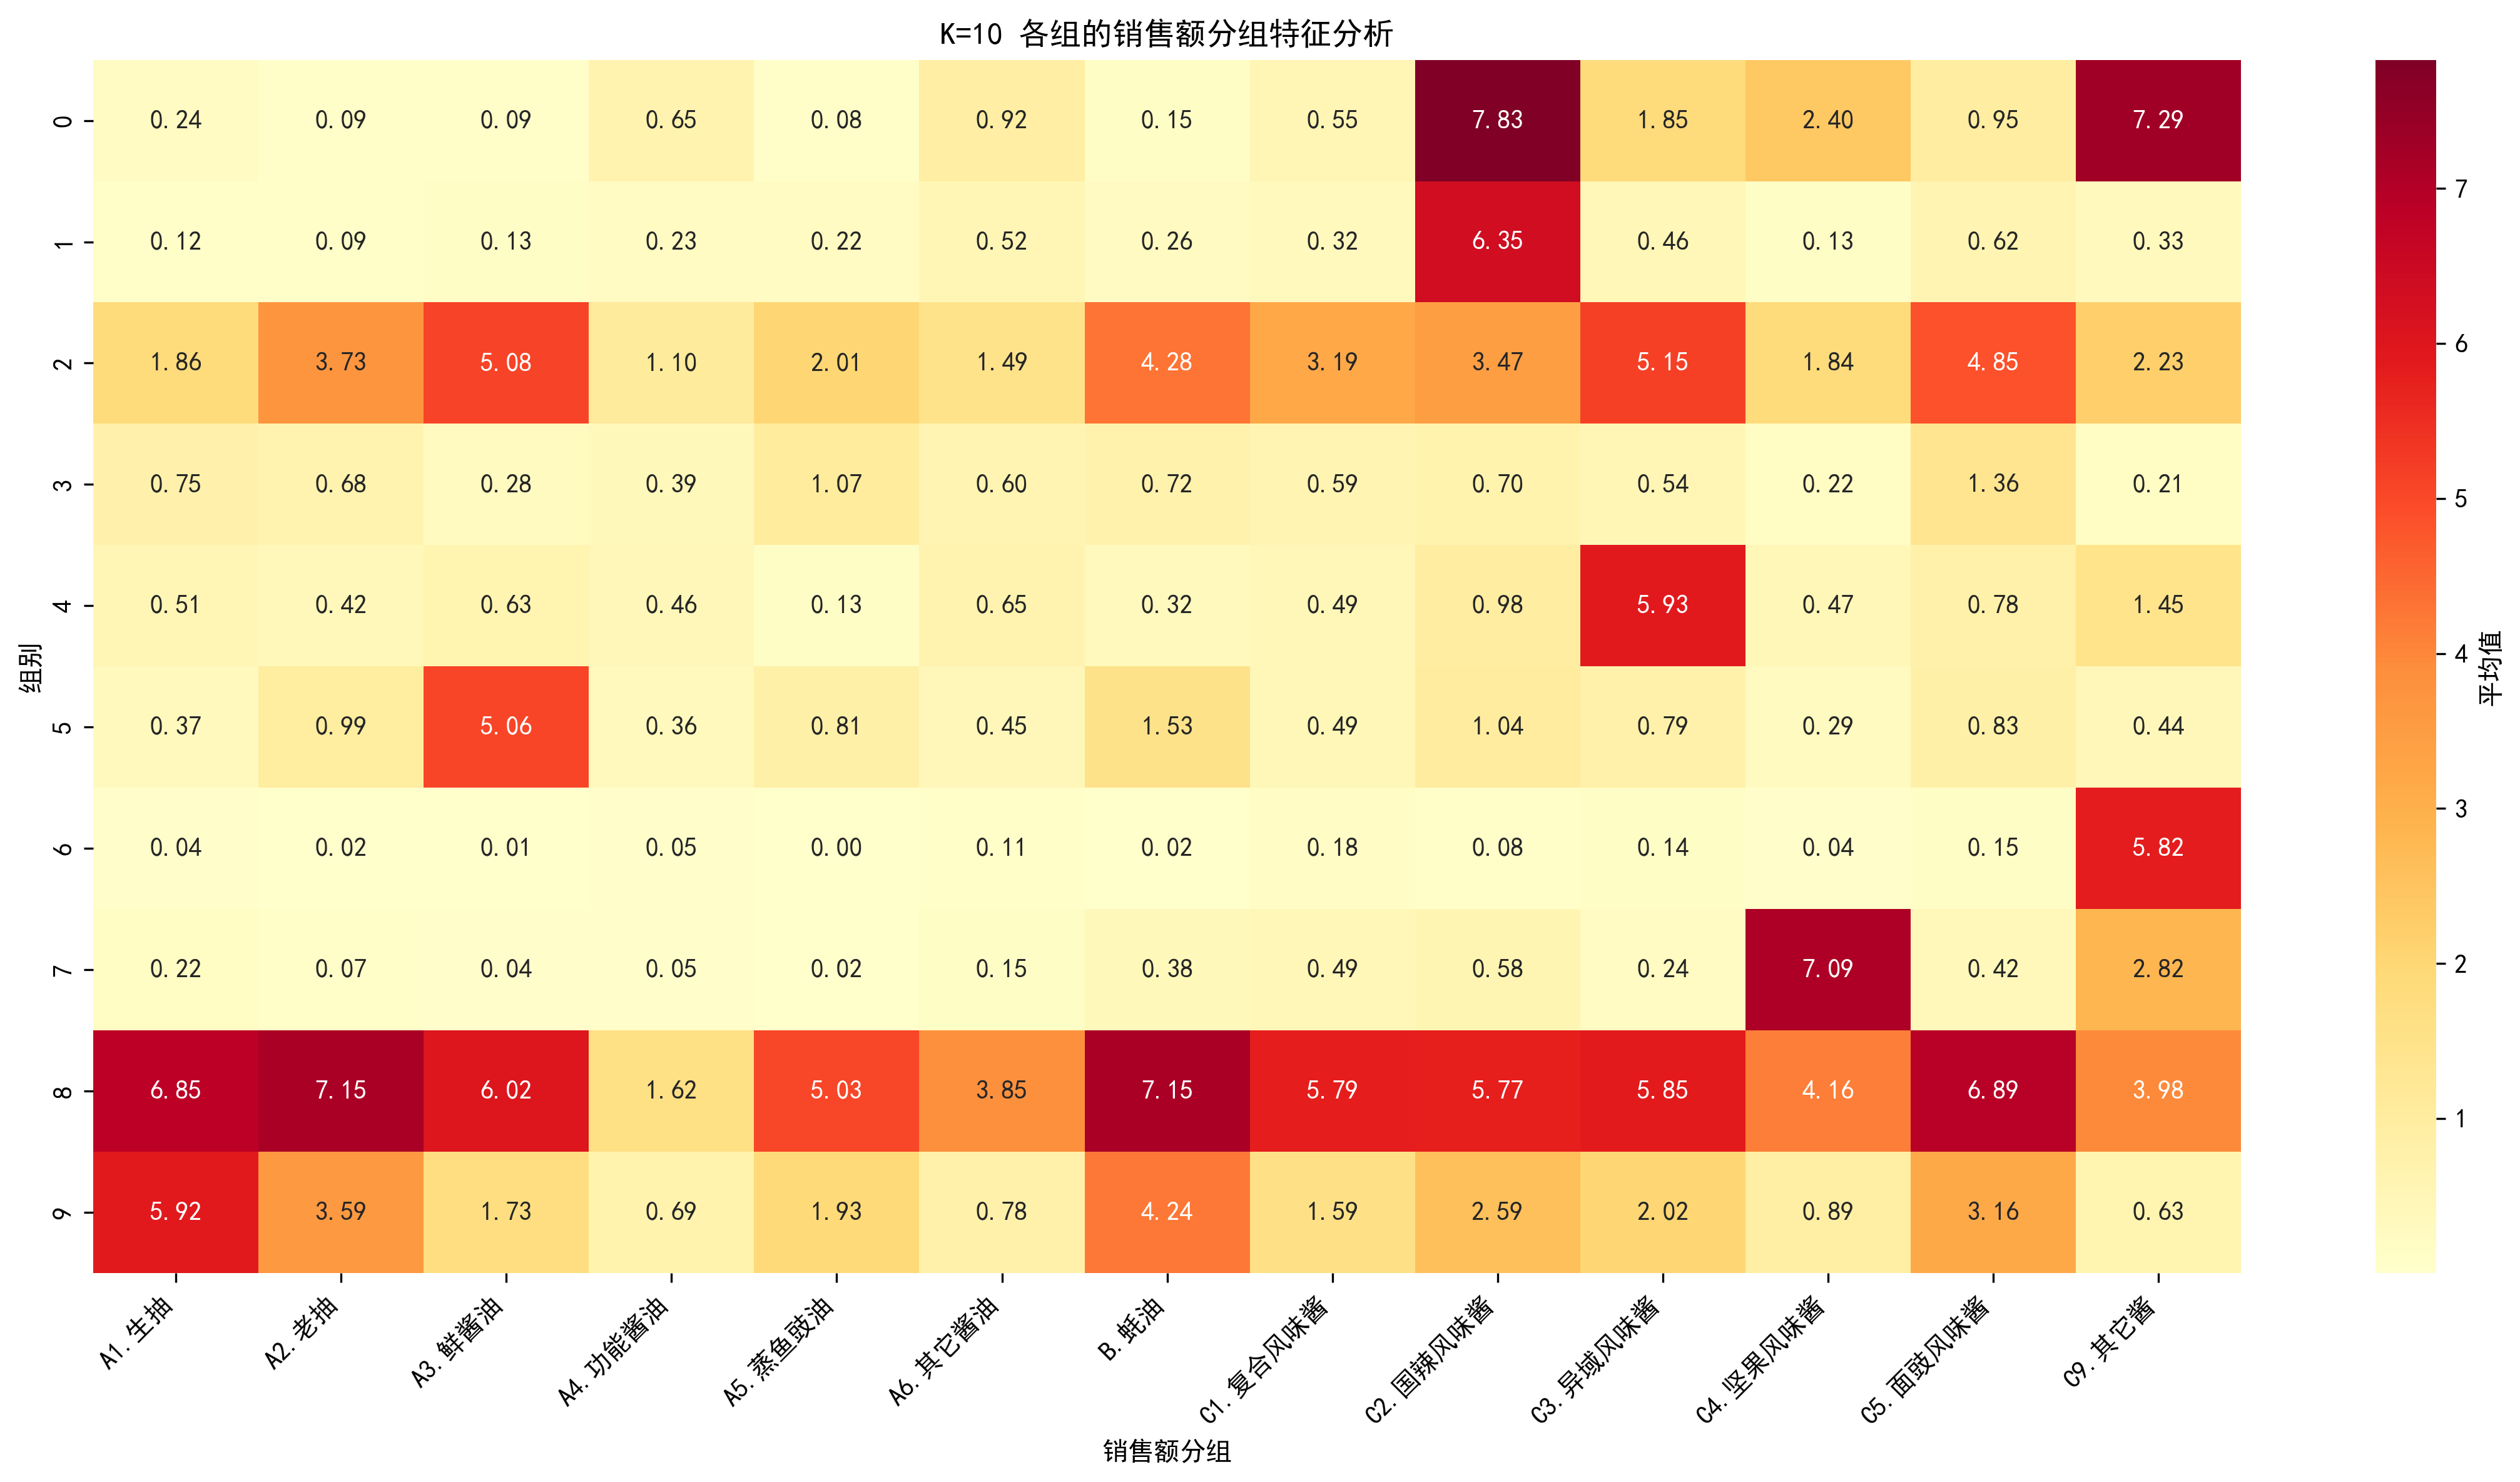 K=10 各组的销售额分组特征分析
组别
0 0.24 0.09 0.09 0.65 0.08 0.92 0.15 0.55 7.83 1.85 2.40 0.95 7.29
1 0.12 0.09 0.13 0.23 0.22 0.52 0.26 0.32 6.35 0.46 0.13 0.62 0.33
2 1.86 3.73 5.08 1.10 2.01 1.49 4.28 3.19 3.47 5.15 1.84 4.85 2.23
3 0.75 0.68 0.28 0.39 1.07 0.60 0.72 0.59 0.70 0.54 0.22 1.36 0.21
4 0.51 0.42 0.63 0.46 0.13 0.65 0.32 0.49 0.98 5.93 0.47 0.78 1.45
5 0.37 0.99 5.06 0.36 0.81 0.45 1.53 0.49 1.04 0.79 0.29 0.83 0.44
6 0.04 0.02 0.01 0.05 0.00 0.11 0.02 0.18 0.08 0.14 0.04 0.15 5.82
7 0.22 0.07 0.04 0.05 0.02 0.15 0.38 0.49 0.58 0.24 7.09 0.42 2.82
8 6.85 7.15 6.02 1.62 5.03 3.85 7.15 5.79 5.77 5.85 4.16 6.89 3.98
9 5.92 3.59 1.73 0.69 1.93 0.78 4.24 1.59 2.59 2.02 0.89 3.16 0.63
A1.生抽 A2.老抽 A3.鲜酱油 A4.功能酱油 A5.蒸鱼豉油 A6.其它酱油 B.蚝油 C1.复合风味酱 C2.国辣风味酱 C3.异域风味酱 C4.坚果风味酱 C5.面豉风味酱 C9.其它酱
销售额分组
7
6
5
4
3
2
1
平均值